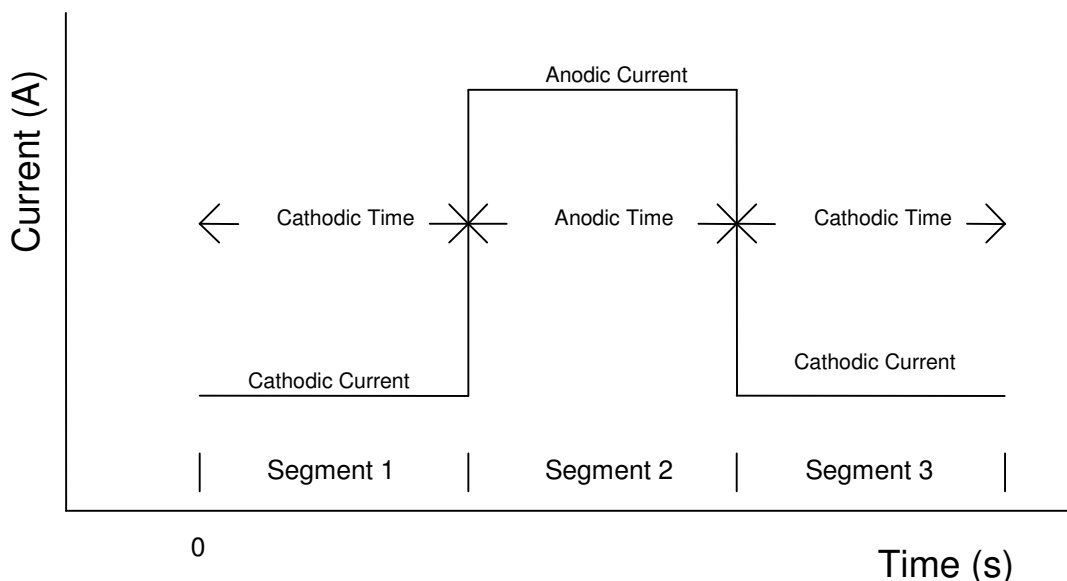 Current (A)
Anodic Current
Cathodic Time
Anodic Time
Cathodic Time
Cathodic Current
Cathodic Current
Segment 1
Segment 2
Segment 3
0
Time (s)